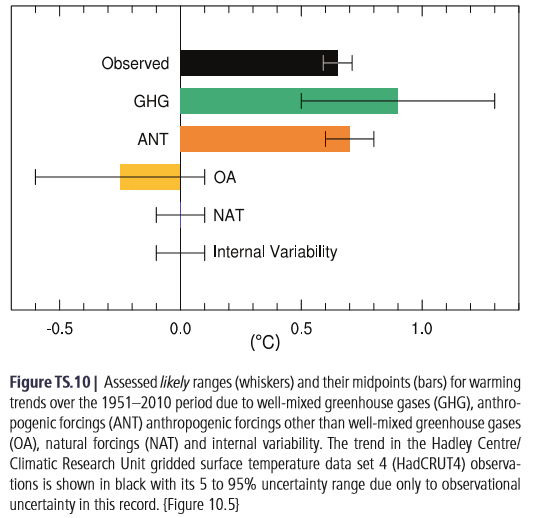 Observed
GHG
ANT
OA
NAT
Internal Variability
-0.5 0.0 0.5 1.0
(°C)
Figure TS.10 | Assessed likely ranges (whiskers) and their midpoints (bars) for warming
trends over the 1951–2010 period due to well-mixed greenhouse gases (GHG), anthro-
pogenic forcings (ANT) anthropogenic forcings other than well-mixed greenhouse gases
(OA), natural forcings (NAT) and internal variability. The trend in the Hadley Centre/
Climatic Research Unit gridded surface temperature data set 4 (HadCRUT4) observa-
tions is shown in black with its 5 to 95% uncertainty range due only to observational
uncertainty in this record. {Figure 10.5}